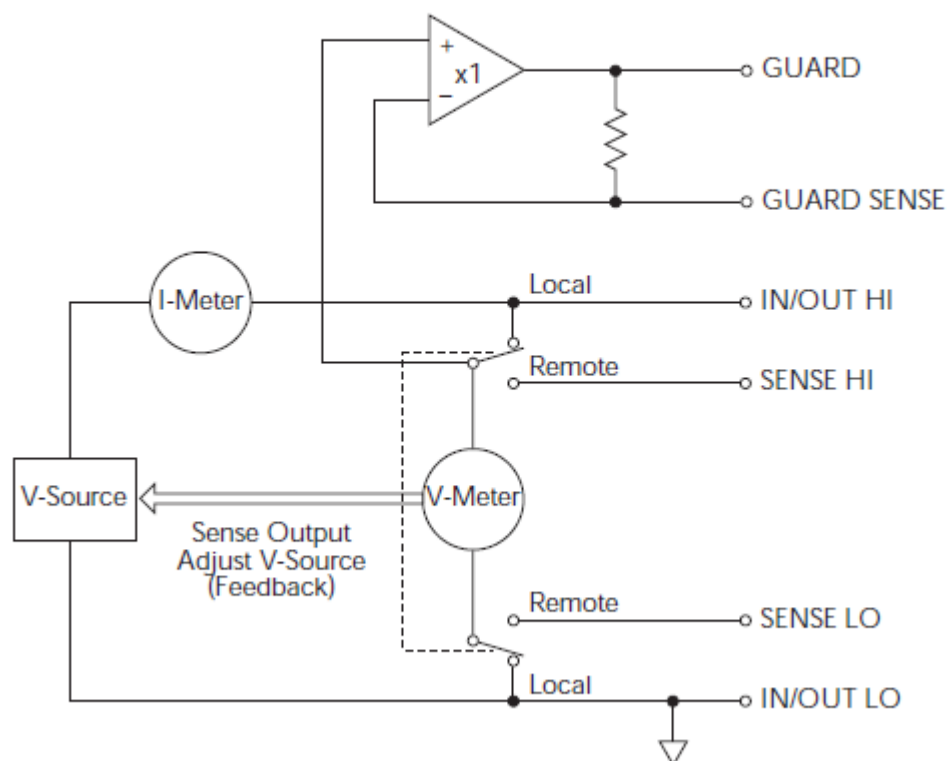 +
x1
−
GUARD
GUARD SENSE
I-Meter
Local
IN/OUT HI
Remote
SENSE HI
V-Source
V-Meter
Sense Output
Adjust V-Source
(Feedback)
Remote
SENSE LO
Local
IN/OUT LO